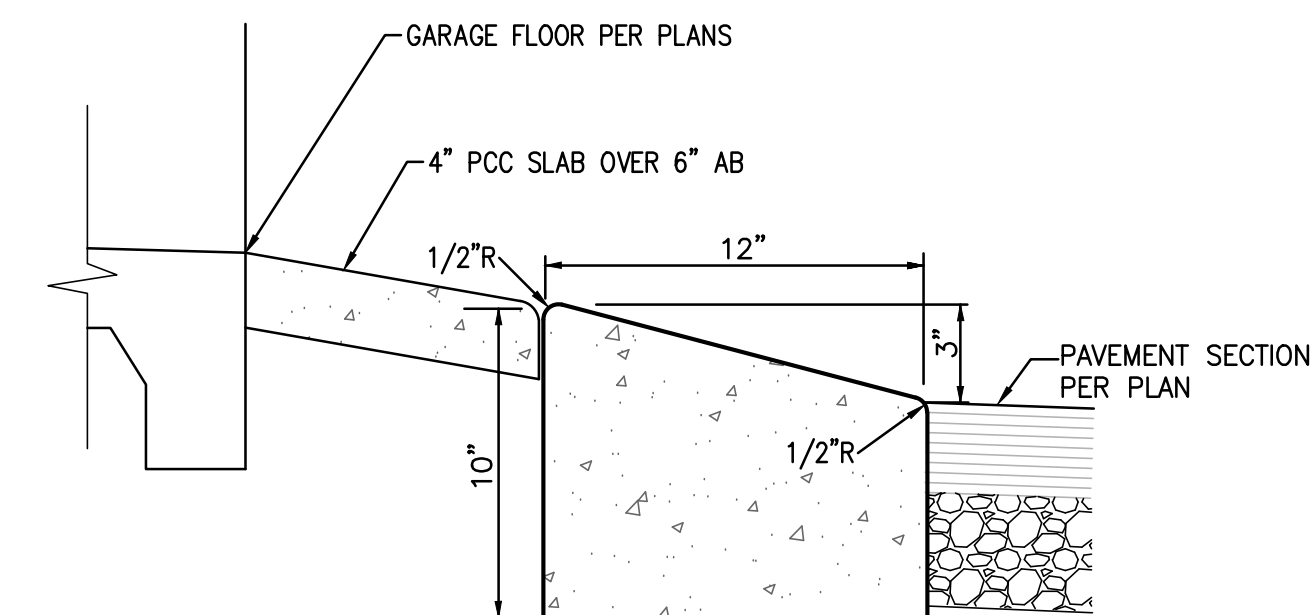 GARAGE FLOOR PER PLANS
4” PCC SLAB OVER 6” AB
1/2”R
12”
3”
PAVEMENT SECTION
PER PLAN
1/2”R
10”